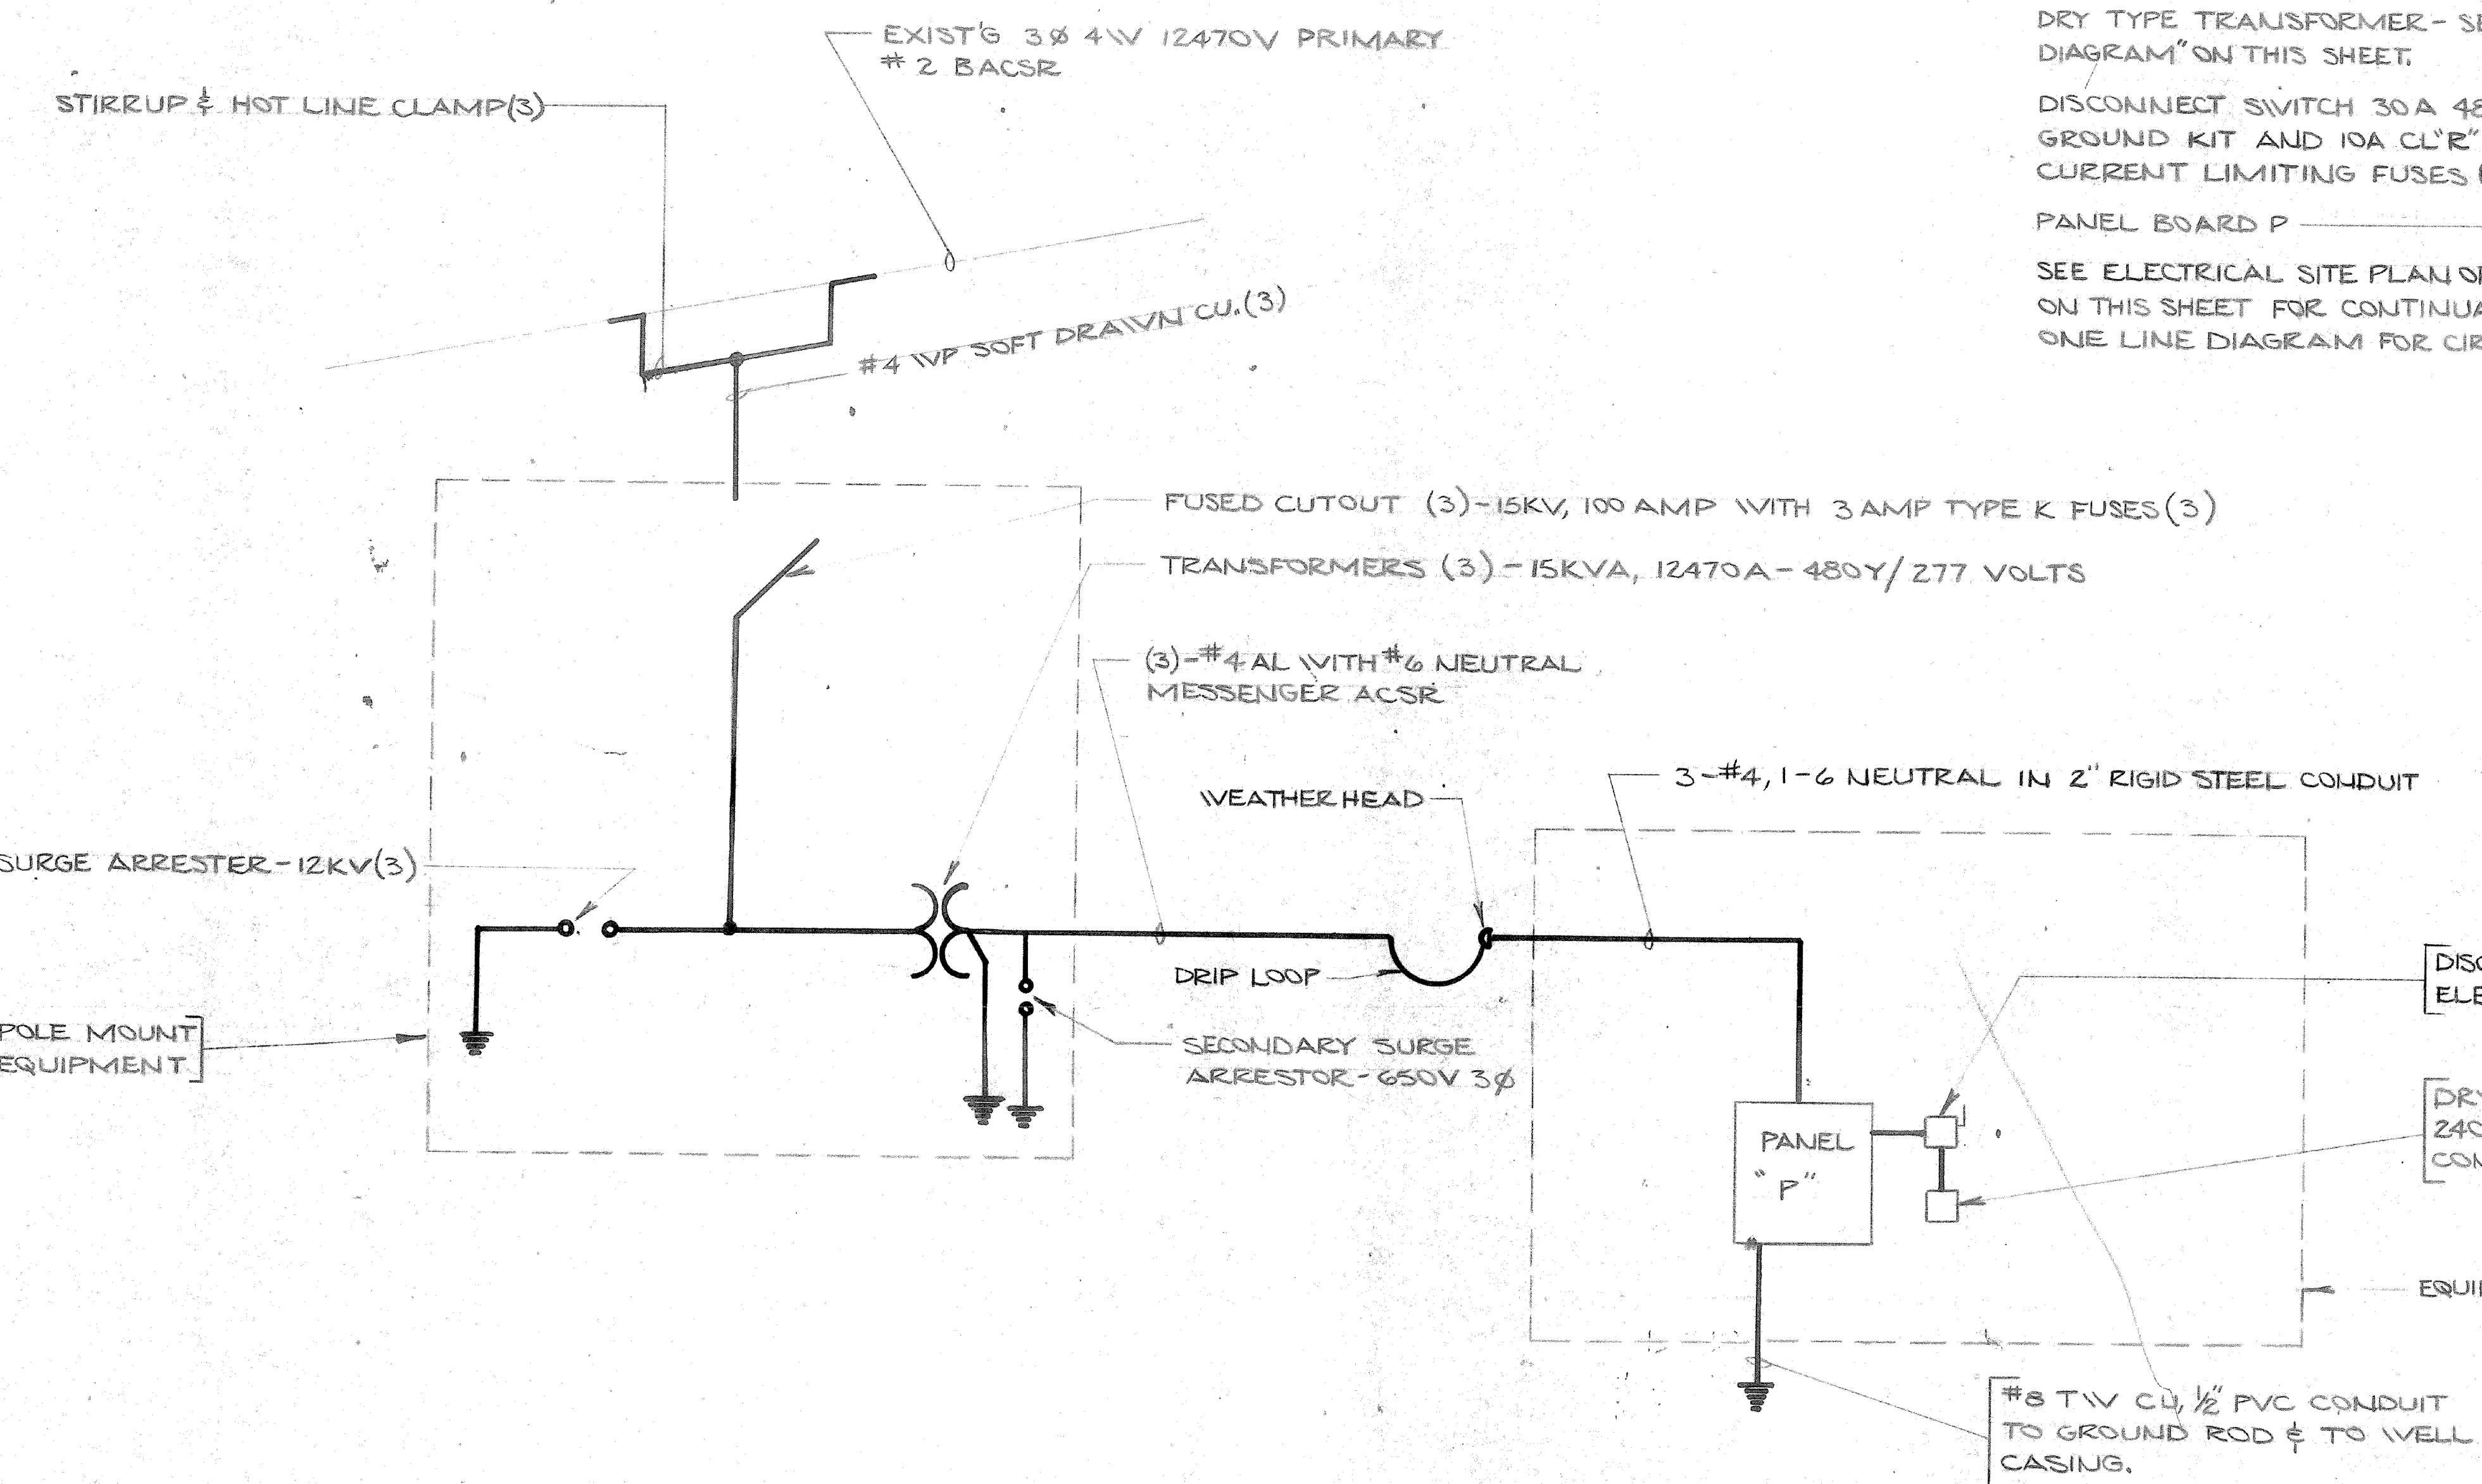 EXIST'G 3Ø 4W 12470V PRIMARY
# 2 BACSR
STIRRUP & HOT LINE CLAMP(3)
#4 WP SOFT DRAWN CU.(3)
DRY TYPE TRANSFORMER- SE
DIAGRAM" ON THIS SHEET.
DISCONNECT SWITCH 30A 48
GROUND KIT AND 10A CL"R"
CURRENT LIMITING FUSES (
PANEL BOARD P
SEE ELECTRICAL SITE PLAN OR
ON THIS SHEET FOR CONTINUA
ONE LINE DIAGRAM FOR CIR
FUSED CUTOUT (3)-15KV, 100 AMP WITH 3 AMP TYPE K FUSES(3)
TRANSFORMERS (3)-15KVA, 12470A-480Y/277 VOLTS
(3)-#4 AL WITH #6 NEUTRAL
MESSENGER ACSR
3-#4, 1-6 NEUTRAL IN 2" RIGID STEEL CONDUIT
WEATHERHEAD
SURGE ARRESTER-12KV(3)
DRIP LOOP
POLE MOUNT
EQUIPMENT
SECONDARY SURGE
ARRESTOR-650V 3Ø
DISC
ELE
PANEL
"P"
DRY
240
CON
EQUI
#8 TW CU, 1/2" PVC CONDUIT
TO GROUND ROD & TO WELL
CASING.